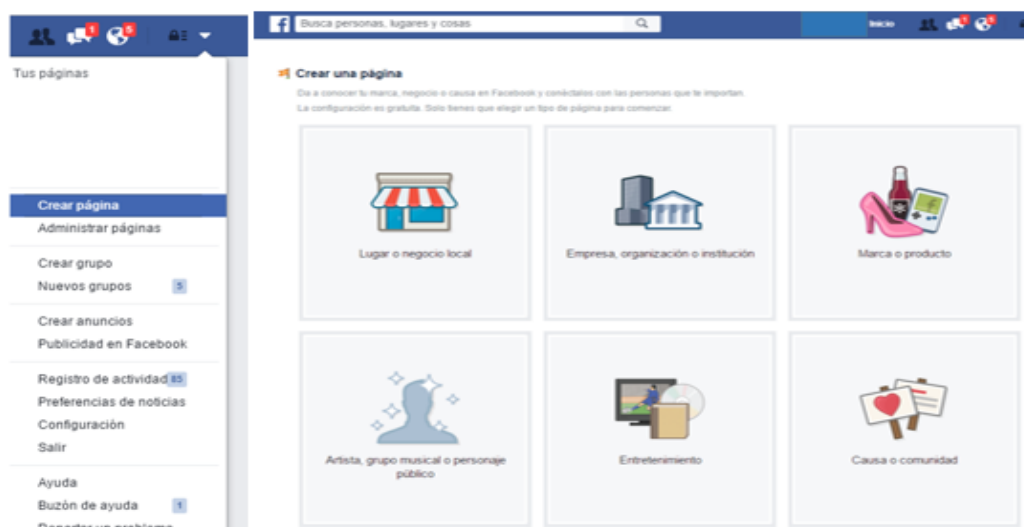 1
5
Tus páginas
Crear página
Administrar páginas
Crear grupo
Nuevos grupos 5
Crear anuncios
Publicidad en Facebook
Registro de actividad 85
Preferencias de noticias
Configuración
Salir
Ayuda
Buzón de ayuda 1
Reportar un problema
f Busca personas, lugares y cosas
Inicio
1
5
Crear una página
Da a conocer tu marca, negocio o causa en Facebook y conéctalos con las personas que te importan.
La configuración es gratuita. Solo tienes que elegir un tipo de página para comenzar.
Lugar o negocio local
Empresa, organización o institución
Marca o producto
Artista, grupo musical o personaje
público
Entretenimiento
Causa o comunidad